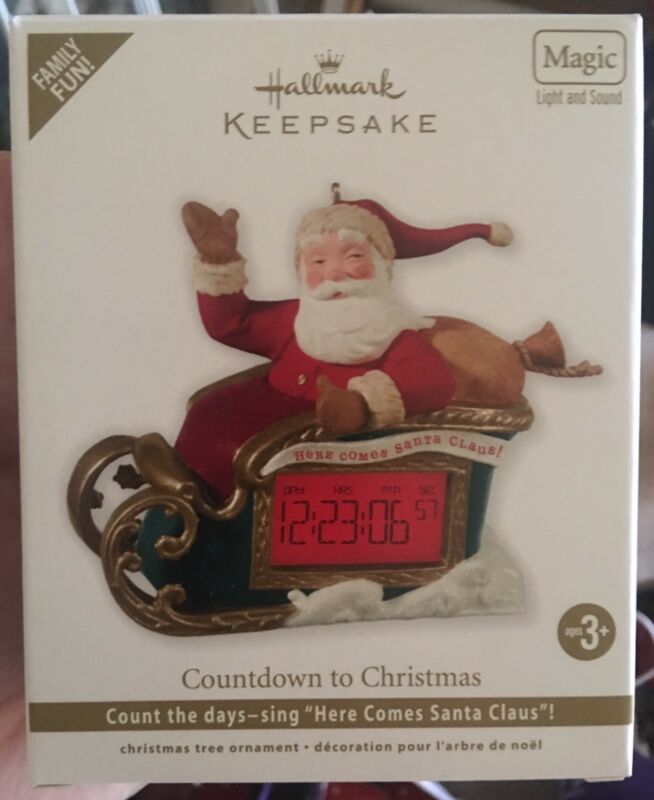 FAMILY
FUN!
Hallmark
KEEPSAKE
Magic
Light and Sound
HERE COMES SANTA CLAUS!
DAY HRS MIN SEC
12:23:06 57
ages 3+
Countdown to Christmas
Count the days–sing "Here Comes Santa Claus"!
christmas tree ornament • décoration pour l'arbre de noël